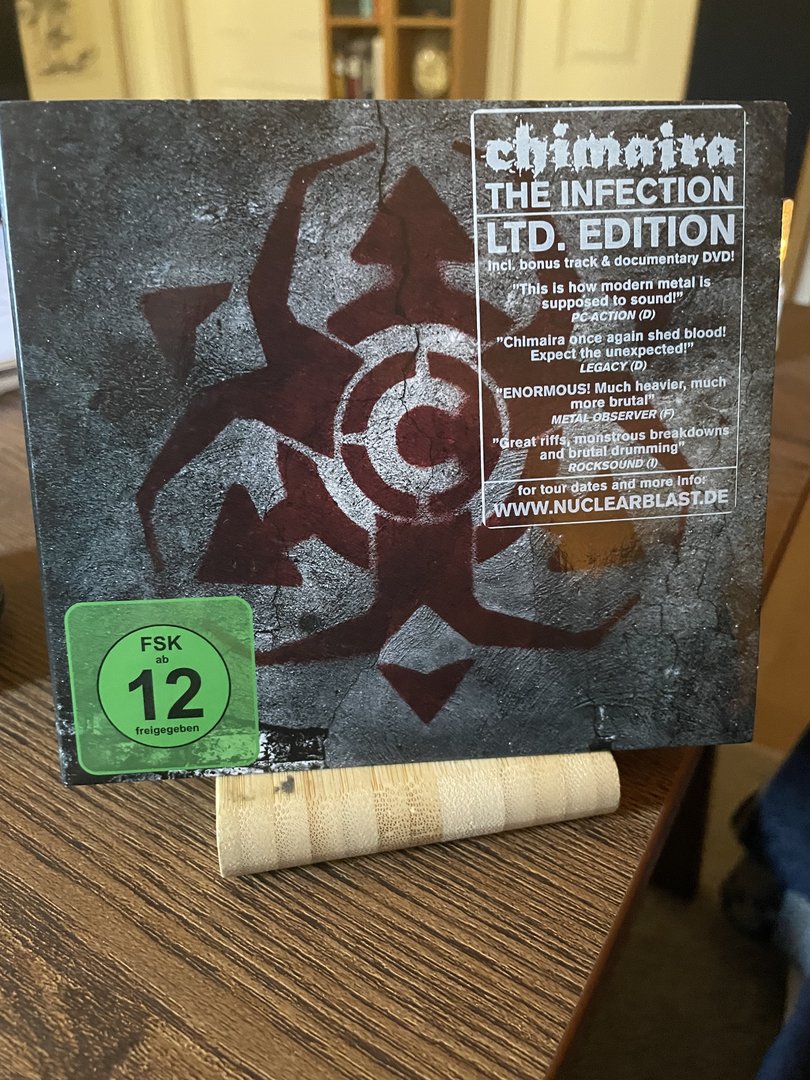 chimaira
THE INFECTION
LTD. EDITION
Incl. bonus track & documentary DVD!
"This is how modern metal is
supposed to sound!"
PC-ACTION (D)
"Chimaira once again shed blood!
Expect the unexpected!"
LEGACY (D)
"ENORMOUS! Much heavier, much
more brutal"
METAL OBSERVER (F)
"Great riffs, monstrous breakdowns
and brutal drumming"
ROCKSOUND (I)
for tour dates and more Info:
WWW.NUCLEARBLAST.DE
C
FSK
ab
12
freigegeben